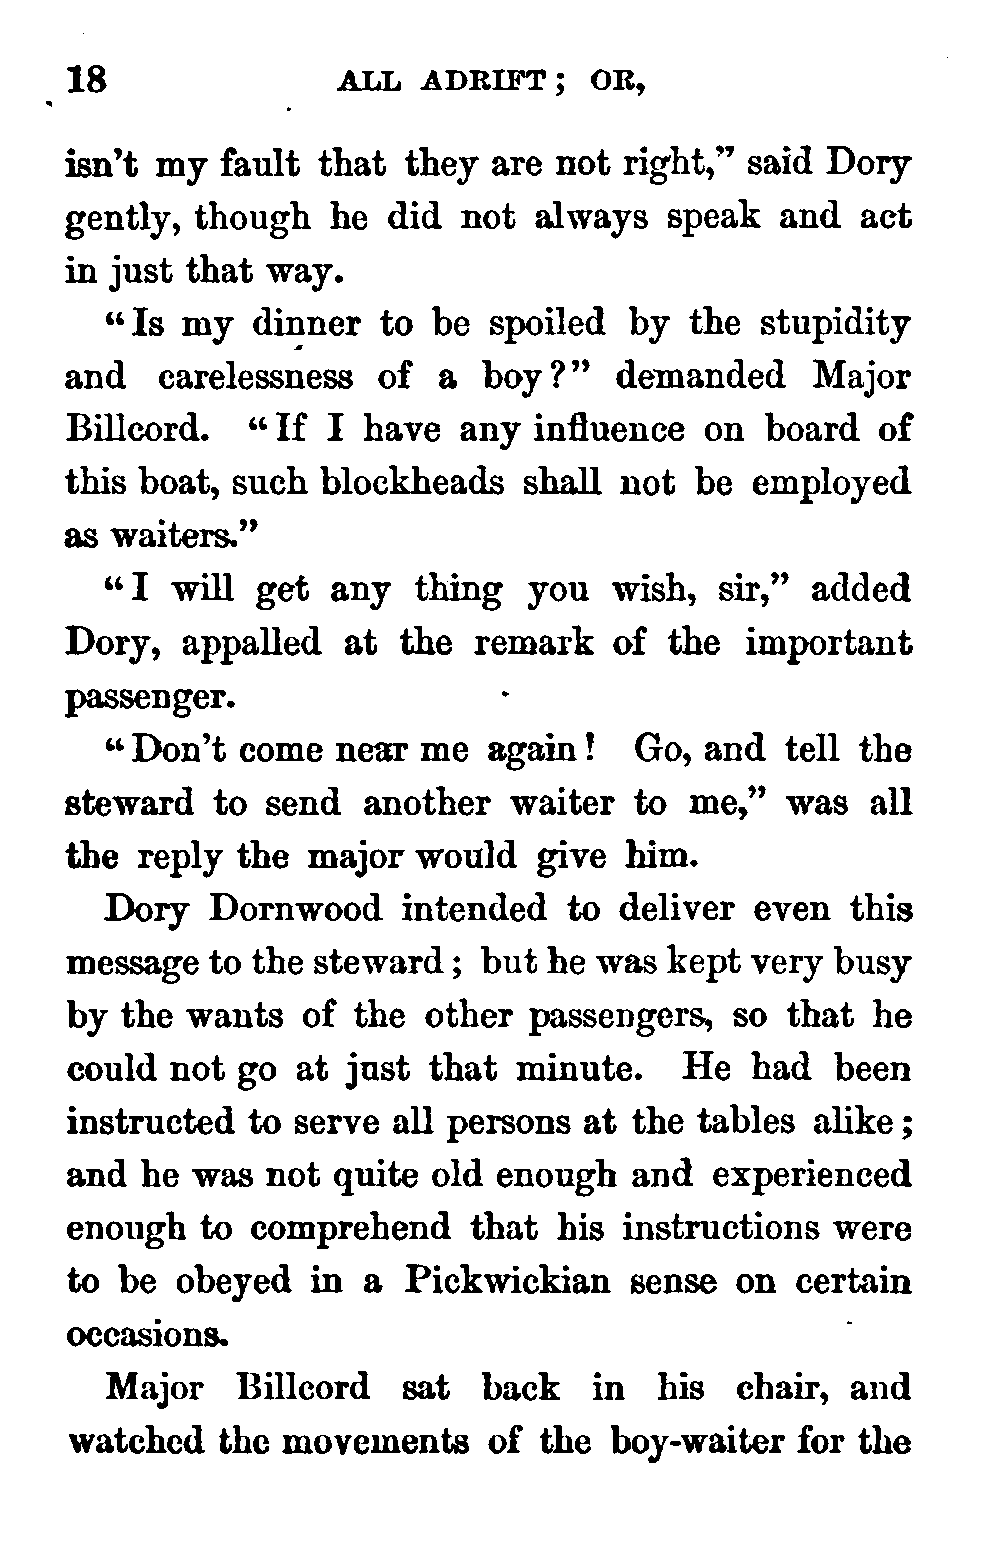 18 ALL ADRIFT; OR,
isn't my fault that they are not right," said Dory
gently, though he did not always speak and act
in just that way.
"Is my dinner to be spoiled by the stupidity
and carelessness of a boy?" demanded Major
Billcord. "If I have any influence on board of
this boat, such blockheads shall not be employed
as waiters."
"I will get any thing you wish, sir," added
Dory, appalled at the remark of the important
passenger.
"Don't come near me again! Go, and tell the
steward to send another waiter to me," was all
the reply the major would give him.
Dory Dornwood intended to deliver even this
message to the steward; but he was kept very busy
by the wants of the other passengers, so that he
could not go at just that minute. He had been
instructed to serve all persons at the tables alike;
and he was not quite old enough and experienced
enough to comprehend that his instructions were
to be obeyed in a Pickwickian sense on certain
occasions.
Major Billcord sat back in his chair, and
watched the movements of the boy-waiter for the